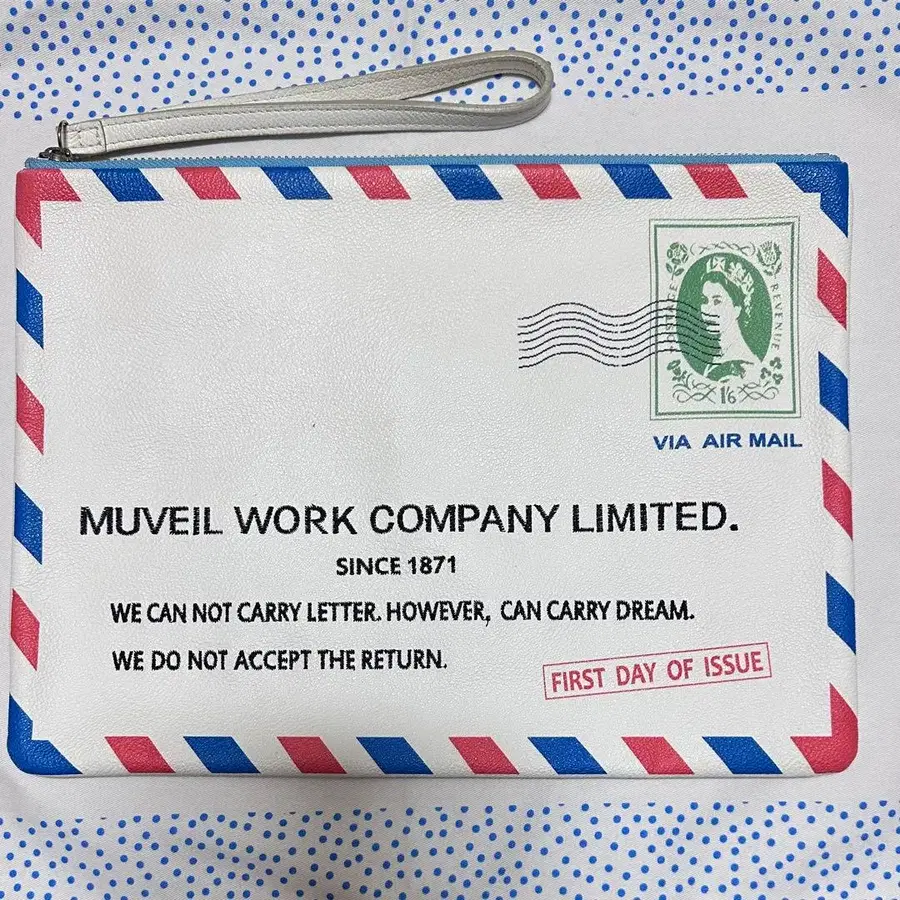 POSTAGE REVENUE
1/6
VIA AIR MAIL
MUVEIL WORK COMPANY LIMITED.
SINCE 1871
WE CAN NOT CARRY LETTER. HOWEVER, CAN CARRY DREAM.
WE DO NOT ACCEPT THE RETURN.
FIRST DAY OF ISSUE